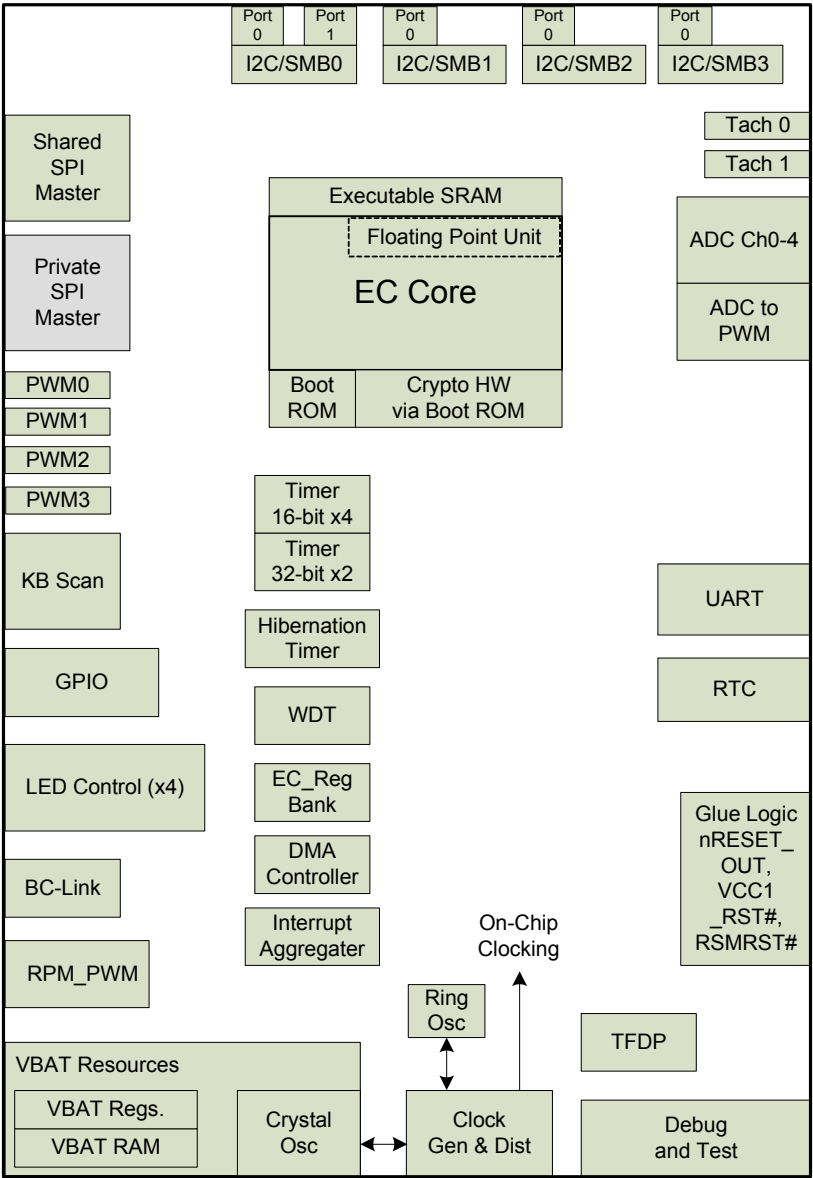 Port
0
Port
1
I2C/SMB0
Port
0
I2C/SMB1
Port
0
I2C/SMB2
Port
0
I2C/SMB3
Shared
SPI
Master
Private
SPI
Master
PWM0
PWM1
PWM2
PWM3
KB Scan
GPIO
LED Control (x4)
BC-Link
RPM_PWM
Executable SRAM
Floating Point Unit
EC Core
Boot
ROM
Crypto HW
via Boot ROM
Timer
16-bit x4
Timer
32-bit x2
Hibernation
Timer
WDT
EC_Reg
Bank
DMA
Controller
Interrupt
Aggregater
Tach 0
Tach 1
ADC Ch0-4
ADC to
PWM
UART
RTC
Glue Logic
nRESET_
OUT,
VCC1
_RST#,
RSMRST#
On-Chip
Clocking
Ring
Osc
TFDP
VBAT Resources
VBAT Regs.
VBAT RAM
Crystal
Osc
Clock
Gen & Dist
Debug
and Test